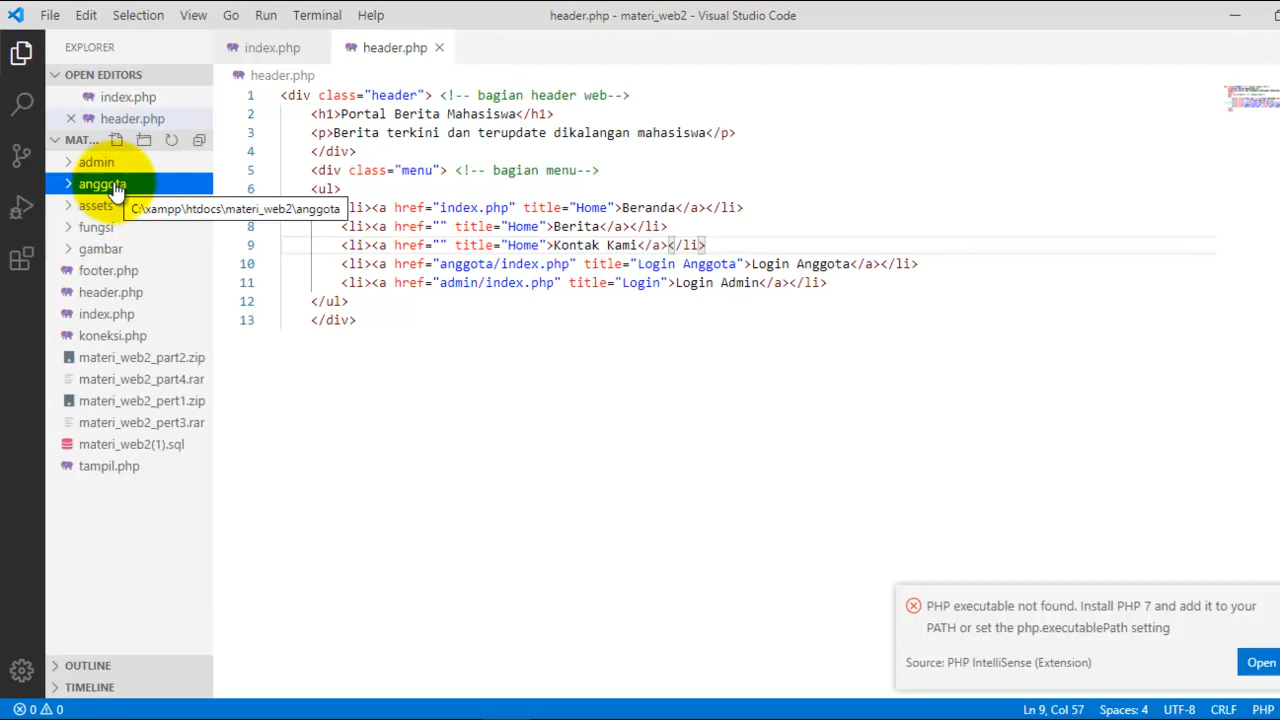 File Edit Selection View Go Run Terminal Help header.php - materi_web2 - Visual Studio Code
EXPLORER
index.php header.php
OPEN EDITORS
index.php
header.php
MAT...
admin
anggota
C:\xampp\htdocs\materi_web2\anggota
assets
fungsi
gambar
footer.php
header.php
index.php
koneksi.php
materi_web2_part2.zip
materi_web2_part4.rar
materi_web2_pert1.zip
materi_web2_pert3.rar
materi_web2(1).sql
tampil.php
OUTLINE
TIMELINE
header.php
1 <div class="header"> <!-- bagian header web-->
2 <h1>Portal Berita Mahasiswa</h1>
3 <p>Berita terkini dan terupdate dikalangan mahasiswa</p>
4 </div>
5 <div class="menu"> <!-- bagian menu-->
6 <ul>
<li><a href="index.php" title="Home">Beranda</a></li>
8 <li><a href="" title="Home">Berita</a></li>
9 <li><a href="" title="Home">Kontak Kami</a></li>
10 <li><a href="anggota/index.php" title="Login Anggota">Login Anggota</a></li>
11 <li><a href="admin/index.php" title="Login">Login Admin</a></li>
12 </ul>
13 </div>
PHP executable not found. Install PHP 7 and add it to your
PATH or set the php.executablePath setting
Source: PHP IntelliSense (Extension)
Open
0 0 Ln 9, Col 57 Spaces: 4 UTF-8 CRLF PHP